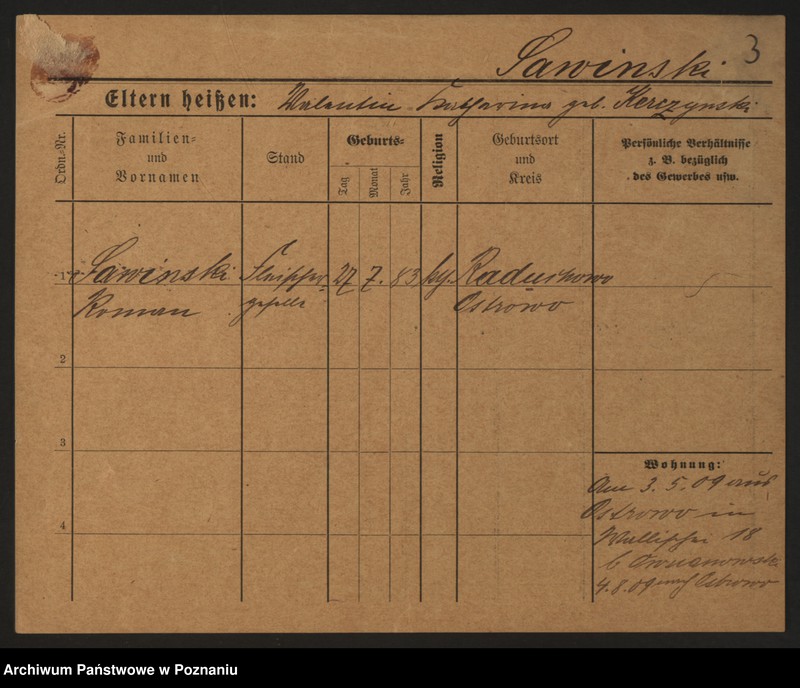 3
Sawinski
Eltern heißen: Valentin Katharina geb. Kerczynski
Ordn.-Nr.
Familien-
und
Vornamen
Stand
Geburts-
Tag
Monat
Jahr
Religion
Geburtsort
und
Kreis
Persönliche Verhältnisse
z. B. bezüglich
des Gewerbes usw.
1 Sawinski Fleischer- 27 7. 83 kg.
Roman geselle Ostrowo
2
3
4
Wohnung:
Am 3. 5. 09 aus
Ostrowo in
Wallischei 18
b
4.8.09 nach Ostrowo
Archiwum Państwowe w Poznaniu